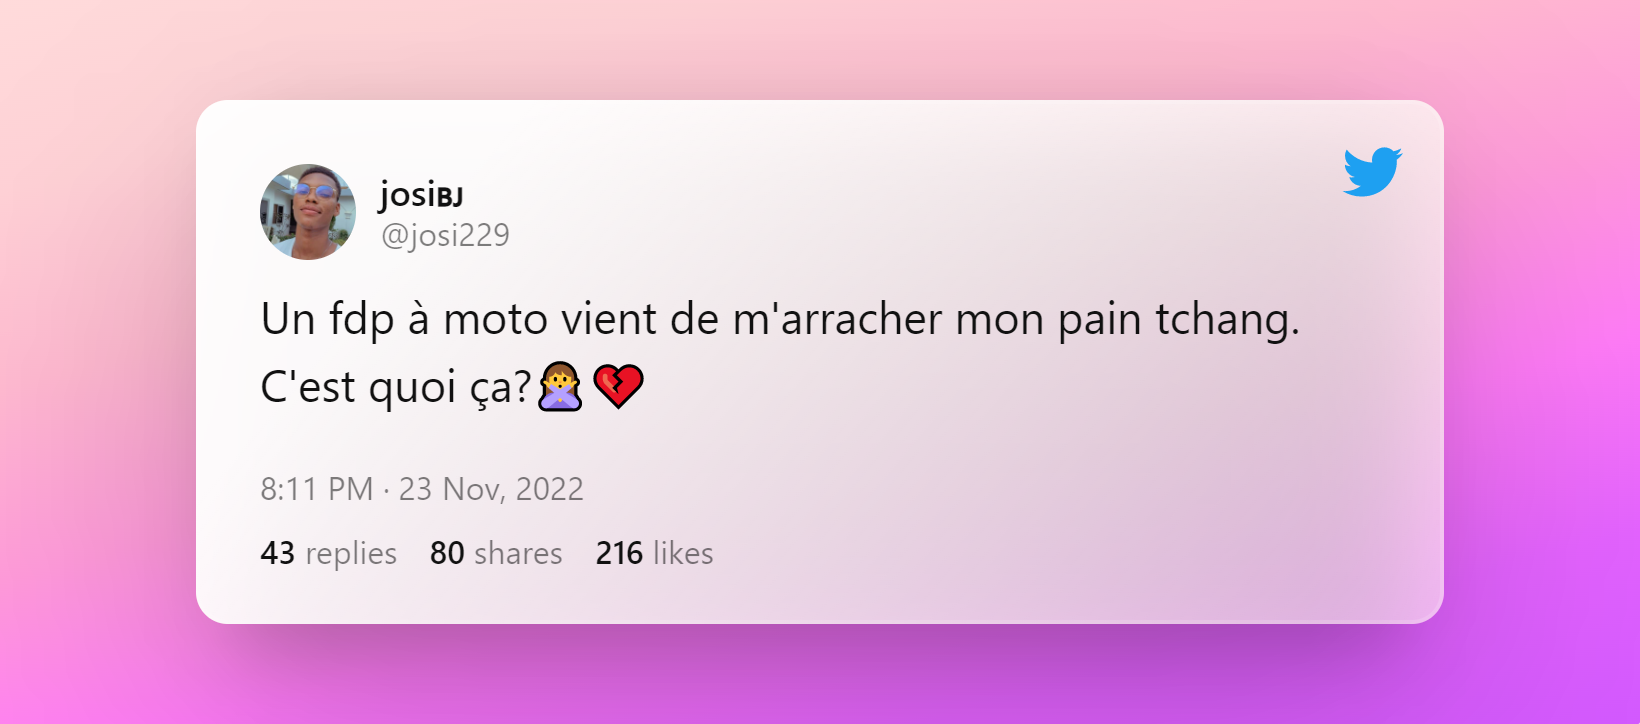 josiBJ
@josi229
Un fdp à moto vient de m'arracher mon pain tchang.
C'est quoi ça?🙅💔
8:11 PM · 23 Nov, 2022
43 replies 80 shares 216 likes